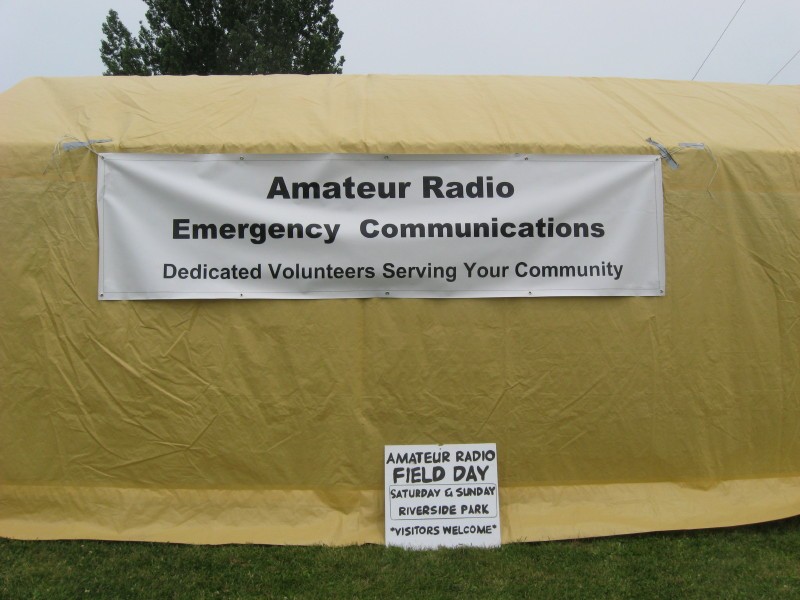 Amateur Radio
Emergency Communications
Dedicated Volunteers Serving Your Community
AMATEUR RADIO
FIELD DAY
SATURDAY & SUNDAY
RIVERSIDE PARK
*VISITORS WELCOME*